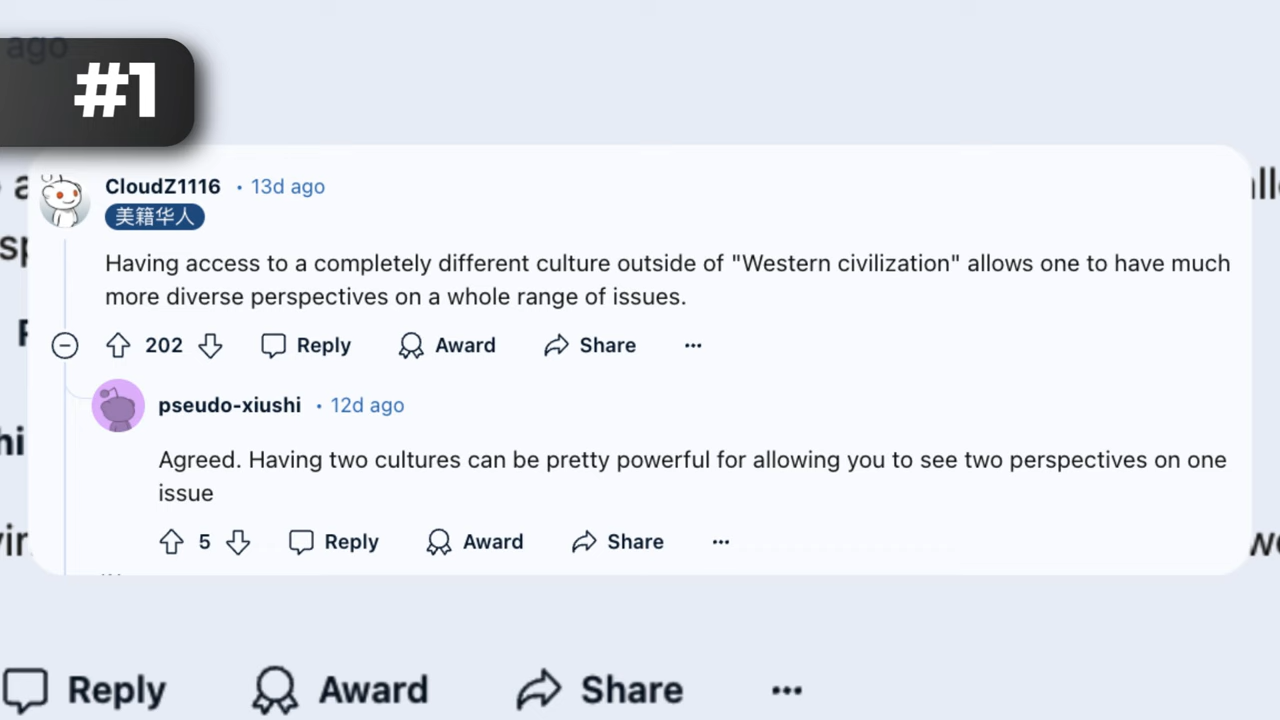 ago
#1
CloudZ1116 • 13d ago
美籍华人
Having access to a completely different culture outside of "Western civilization" allows one to have much
more diverse perspectives on a whole range of issues.
202 Reply Award Share ...
pseudo-xiushi • 12d ago
Agreed. Having two cultures can be pretty powerful for allowing you to see two perspectives on one
issue
5 Reply Award Share ...
Reply Award Share ...